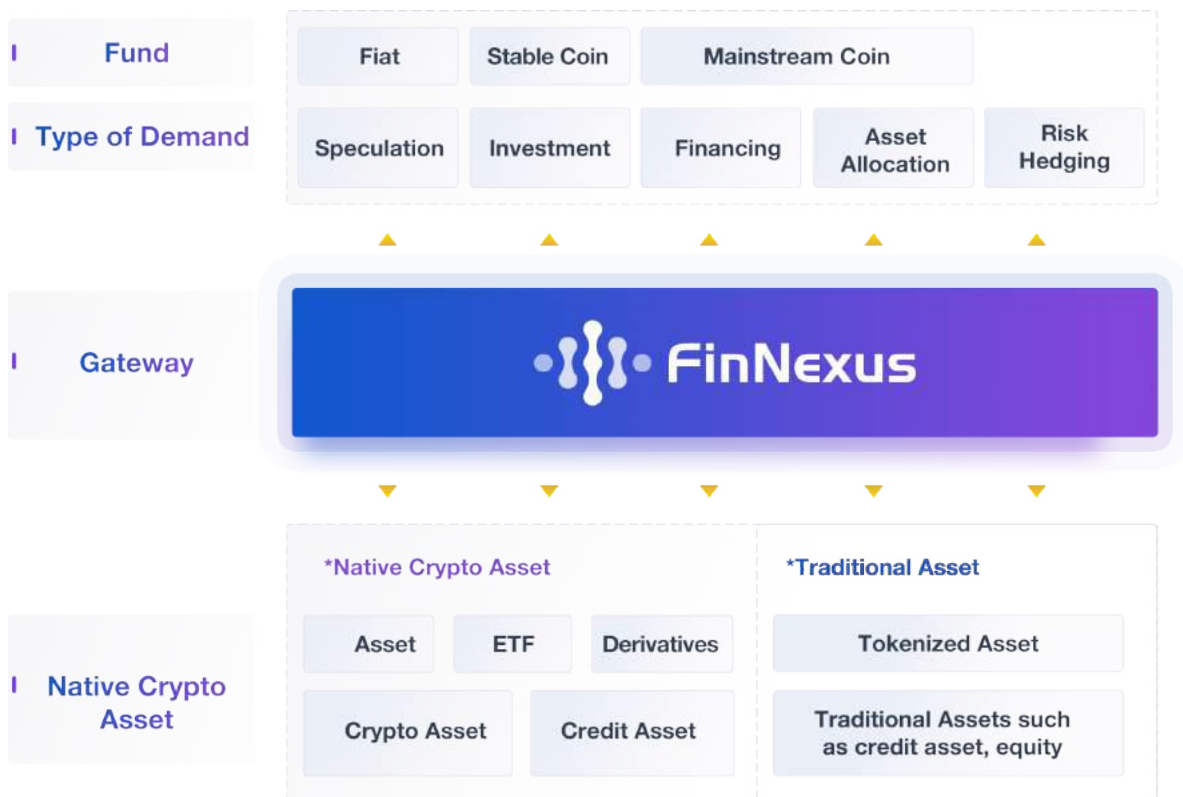 Fund
Fiat
Stable Coin
Mainstream Coin
Type of Demand
Speculation
Investment
Financing
Asset
Allocation
Risk
Hedging
Gateway
FinNexus
*Native Crypto Asset
*Traditional Asset
Native Crypto
Asset
Asset
ETF
Derivatives
Tokenized Asset
Crypto Asset
Credit Asset
Traditional Assets such
as credit asset, equity